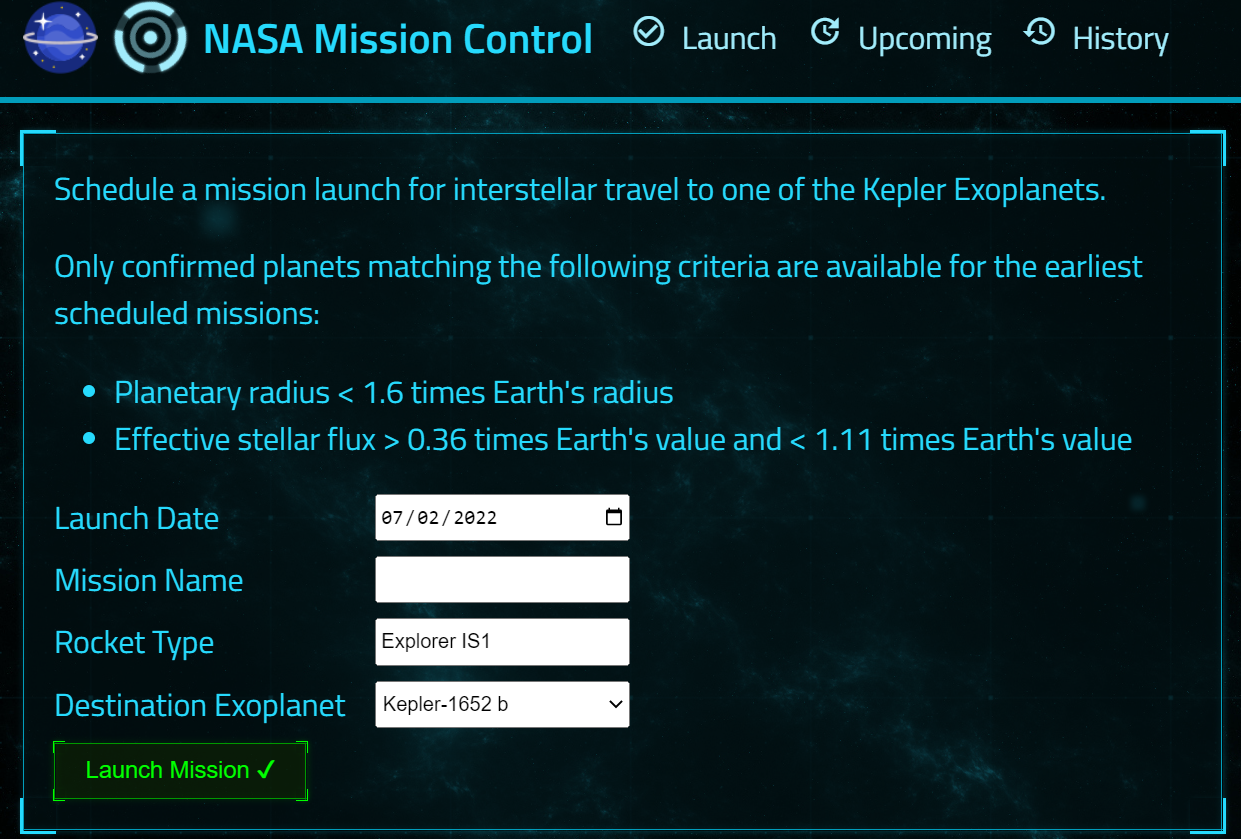 NASA Mission Control
Launch
Upcoming
History
Schedule a mission launch for interstellar travel to one of the Kepler Exoplanets.
Only confirmed planets matching the following criteria are available for the earliest
scheduled missions:
Planetary radius < 1.6 times Earth's radius
Effective stellar flux > 0.36 times Earth's value and < 1.11 times Earth's value
Launch Date
07/02/2022
Mission Name
Rocket Type
Explorer IS1
Destination Exoplanet
Kepler-1652 b
Launch Mission ✓